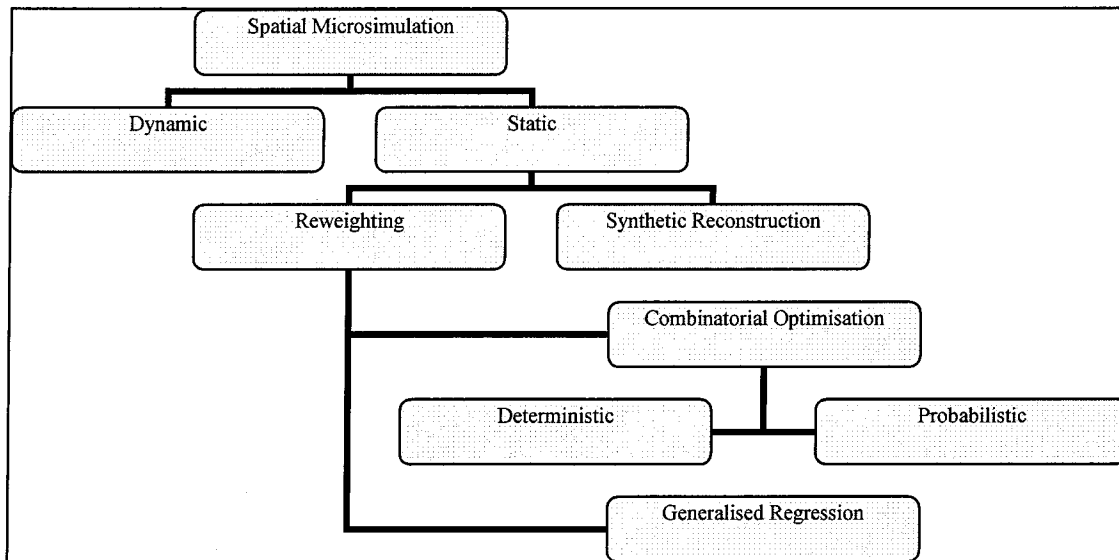 Spatial Microsimulation
Dynamic
Static
Reweighting
Synthetic Reconstruction
Combinatorial Optimisation
Deterministic
Probabilistic
Generalised Regression